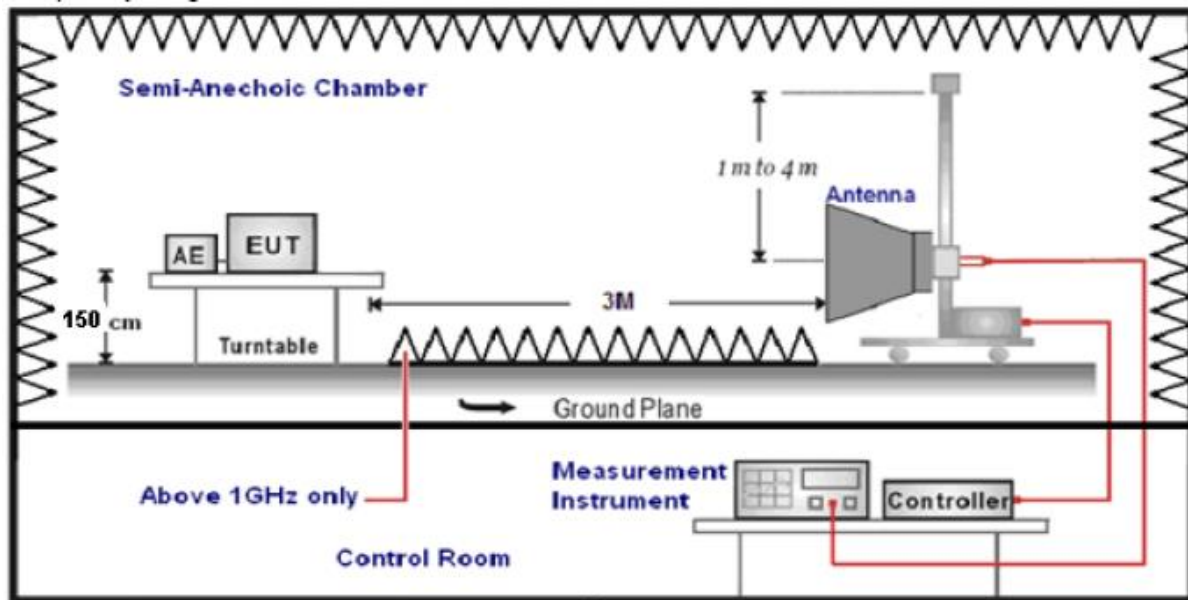 Semi-Anechoic Chamber
1 m to 4 m
Antenna
AE
EUT
3M
150 cm
Turntable
Ground Plane
Above 1GHz only
Measurement
Instrument
Controller
Control Room